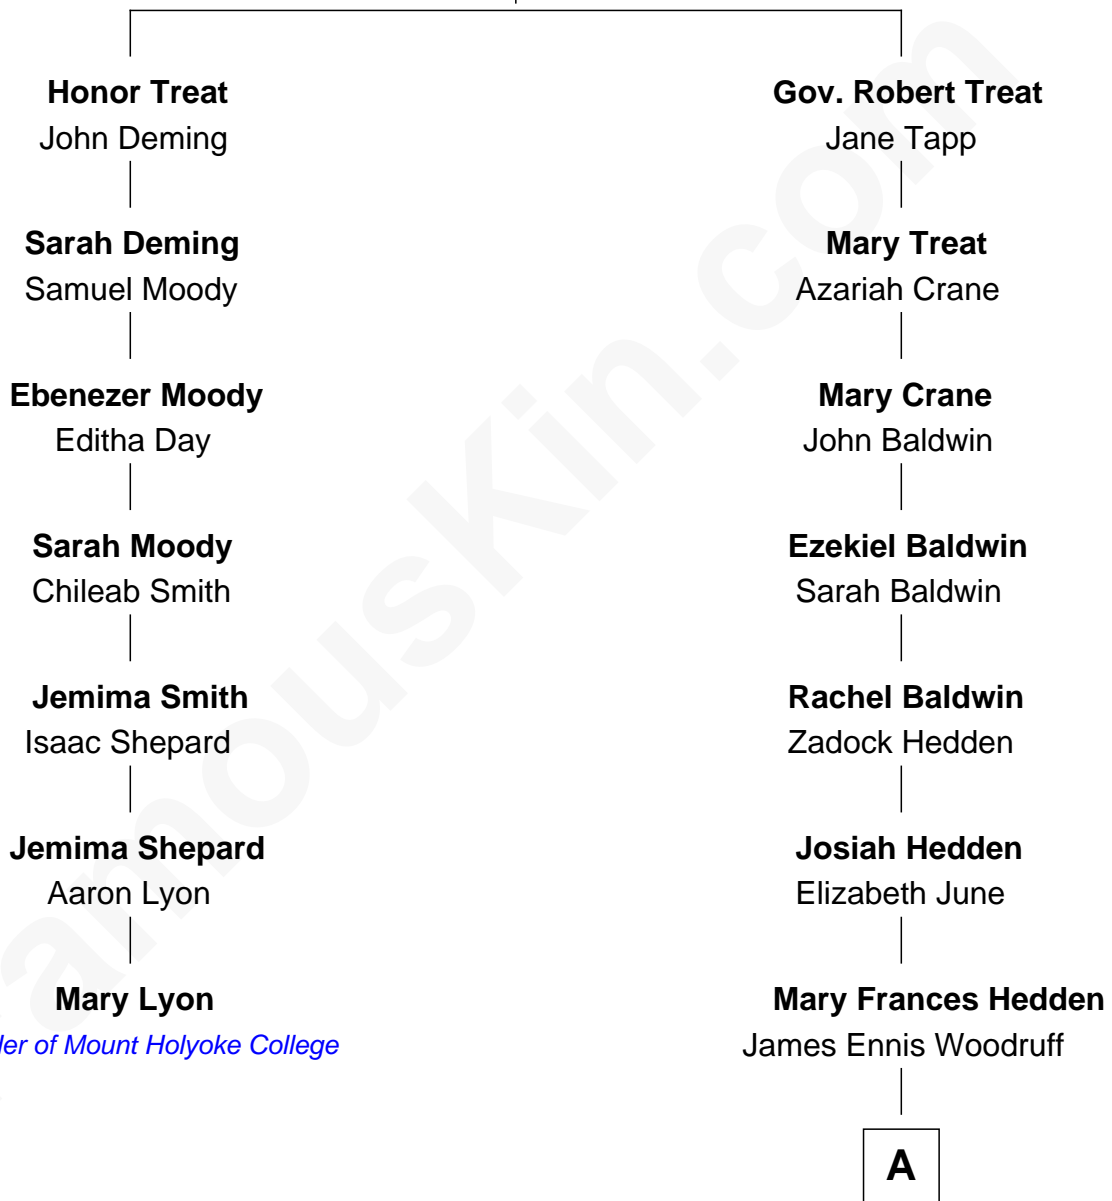 Honor Treat
John Deming
Gov. Robert Treat
Jane Tapp
Sarah Deming
Samuel Moody
Mary Treat
Azariah Crane
Ebenezer Moody
Editha Day
Mary Crane
John Baldwin
Sarah Moody
Chileab Smith
Ezekiel Baldwin
Sarah Baldwin
Jemima Smith
Isaac Shepard
Rachel Baldwin
Zadock Hedden
Jemima Shepard
Aaron Lyon
Josiah Hedden
Elizabeth June
Mary Lyon
ler of Mount Holyoke College
Mary Frances Hedden
James Ennis Woodruff
A
amouskin.com